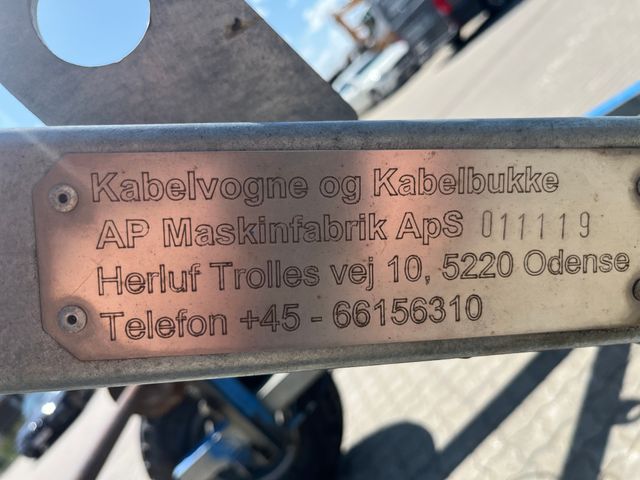 Kabelvogne og Kabelbukke
AP Maskinfabrik ApS 011119
Herluf Trolles vej 10, 5220 Odense
Telefon +45 - 66156310